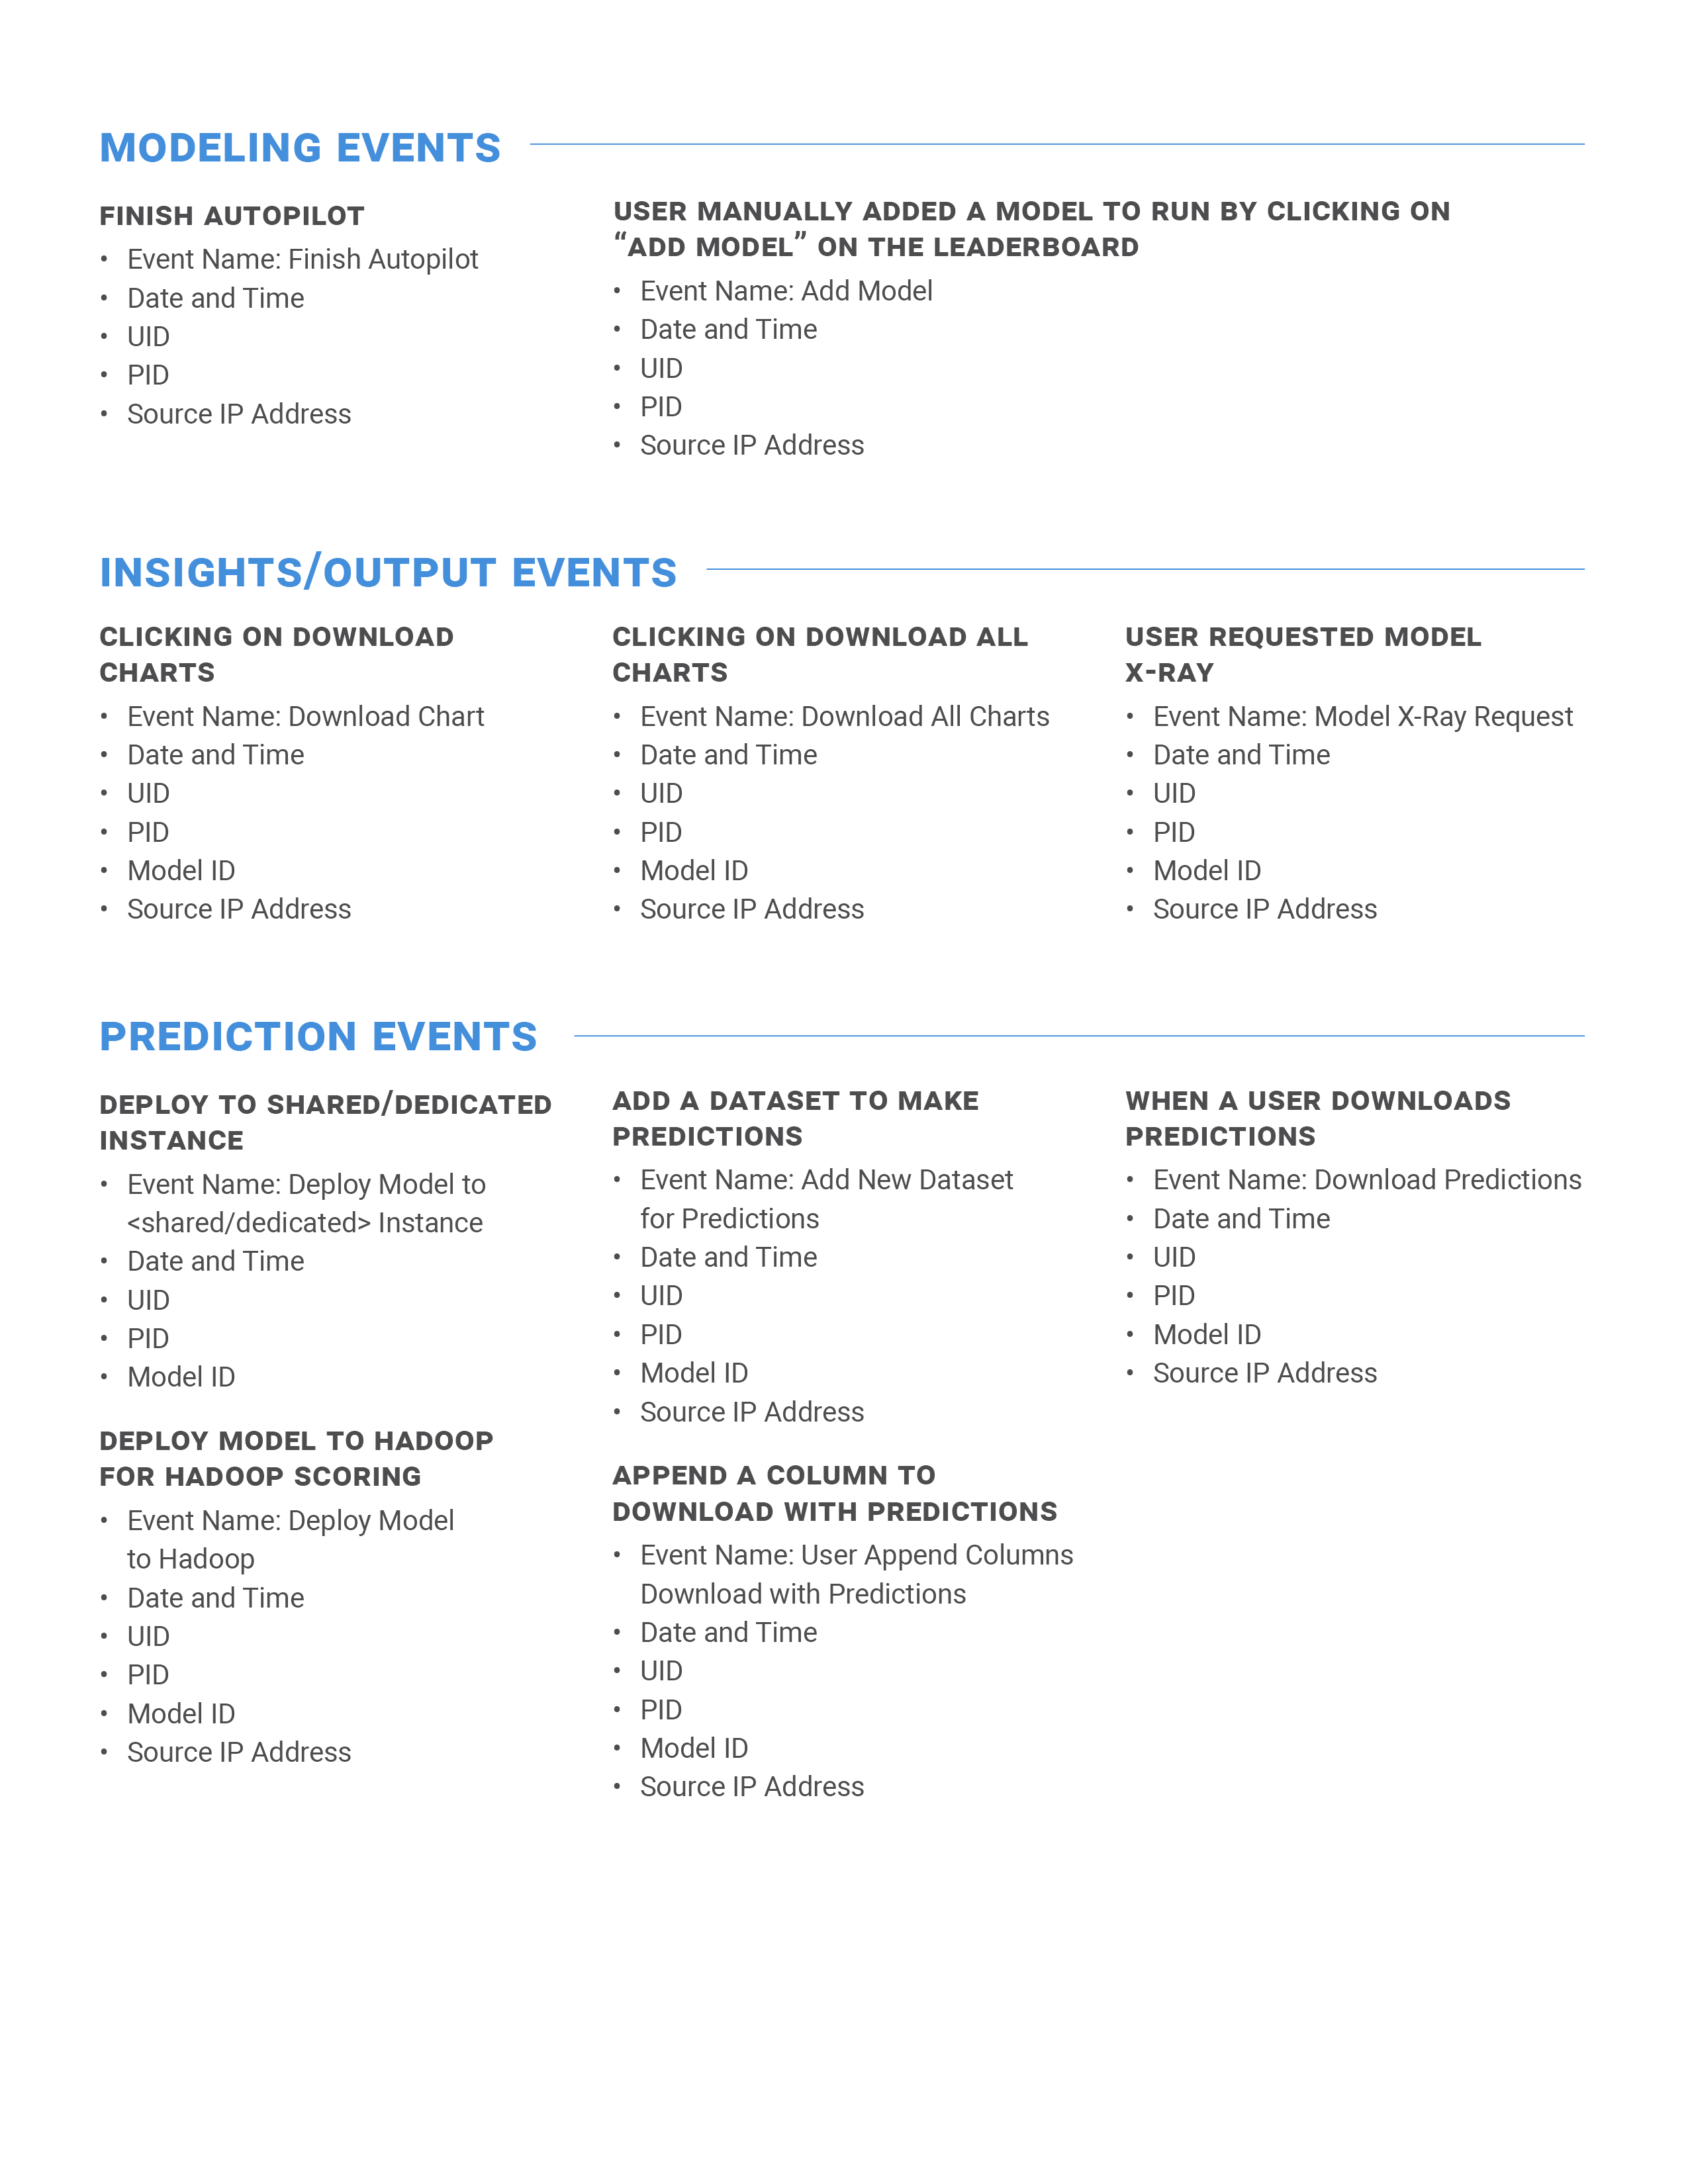 MODELING EVENTS
FINISH AUTOPILOT
• Event Name: Finish Autopilot
• Date and Time
• UID
• PID
• Source IP Address
USER MANUALLY ADDED A MODEL TO RUN BY CLICKING ON
“ADD MODEL” ON THE LEADERBOARD
• Event Name: Add Model
• Date and Time
• UID
• PID
• Source IP Address
INSIGHTS/OUTPUT EVENTS
CLICKING ON DOWNLOAD
CHARTS
• Event Name: Download Chart
• Date and Time
• UID
• PID
• Model ID
• Source IP Address
CLICKING ON DOWNLOAD ALL
CHARTS
• Event Name: Download All Charts
• Date and Time
• UID
• PID
• Model ID
• Source IP Address
USER REQUESTED MODEL
X-RAY
• Event Name: Model X-Ray Request
• Date and Time
• UID
• PID
• Model ID
• Source IP Address
PREDICTION EVENTS
DEPLOY TO SHARED/DEDICATED
INSTANCE
• Event Name: Deploy Model to
<shared/dedicated> Instance
• Date and Time
• UID
• PID
• Model ID
DEPLOY MODEL TO HADOOP
FOR HADOOP SCORING
• Event Name: Deploy Model
to Hadoop
• Date and Time
• UID
• PID
• Model ID
• Source IP Address
ADD A DATASET TO MAKE
PREDICTIONS
• Event Name: Add New Dataset
for Predictions
• Date and Time
• UID
• PID
• Model ID
• Source IP Address
APPEND A COLUMN TO
DOWNLOAD WITH PREDICTIONS
• Event Name: User Append Columns
Download with Predictions
• Date and Time
• UID
• PID
• Model ID
• Source IP Address
WHEN A USER DOWNLOADS
PREDICTIONS
• Event Name: Download Predictions
• Date and Time
• UID
• PID
• Model ID
• Source IP Address